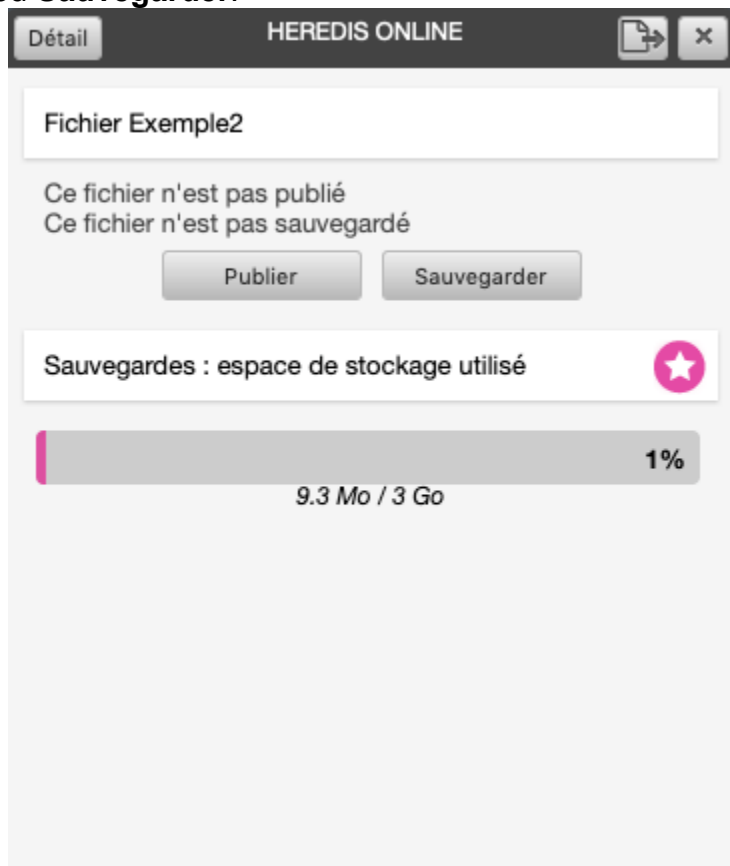 Sauvegarder.
Détail
HEREDIS ONLINE
×
Fichier Exemple2
Ce fichier n'est pas publié
Ce fichier n'est pas sauvegardé
Publier
Sauvegarder
Sauvegardes : espace de stockage utilisé
1%
9.3 Mo / 3 Go